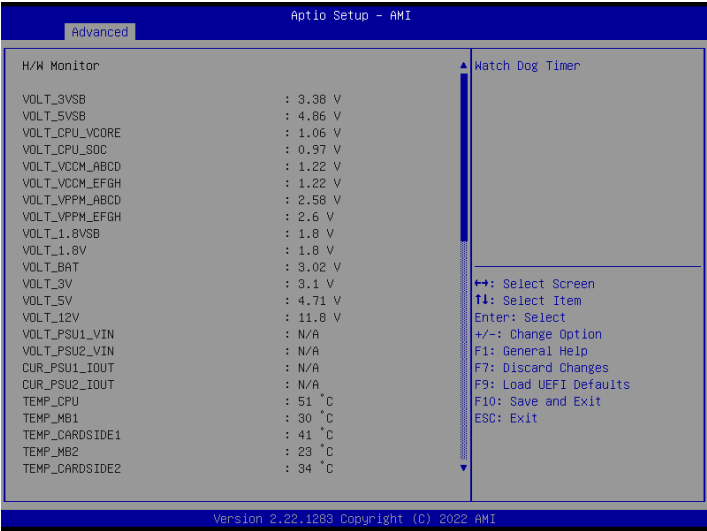 Aptio Setup – AMI
Advanced
H/W Monitor
VOLT_3VSB : 3.38 V
VOLT_5VSB : 4.86 V
VOLT_CPU_VCORE : 1.06 V
VOLT_CPU_SOC : 0.97 V
VOLT_VCCM_ABCD : 1.22 V
VOLT_VCCM_EFGH : 1.22 V
VOLT_VPPM_ABCD : 2.58 V
VOLT_VPPM_EFGH : 2.6 V
VOLT_1.8VSB : 1.8 V
VOLT_1.8V : 1.8 V
VOLT_BAT : 3.02 V
VOLT_3V : 3.1 V
VOLT_5V : 4.71 V
VOLT_12V : 11.8 V
VOLT_PSU1_VIN : N/A
VOLT_PSU2_VIN : N/A
CUR_PSU1_IOUT : N/A
CUR_PSU2_IOUT : N/A
TEMP_CPU : 51 °C
TEMP_MB1 : 30 °C
TEMP_CARDSIDE1 : 41 °C
TEMP_MB2 : 23 °C
TEMP_CARDSIDE2 : 34 °C
Watch Dog Timer
↔: Select Screen
↑↓: Select Item
Enter: Select
+/-: Change Option
F1: General Help
F7: Discard Changes
F9: Load UEFI Defaults
F10: Save and Exit
ESC: Exit
Version 2.22.1283 Copyright (C) 2022 AMI